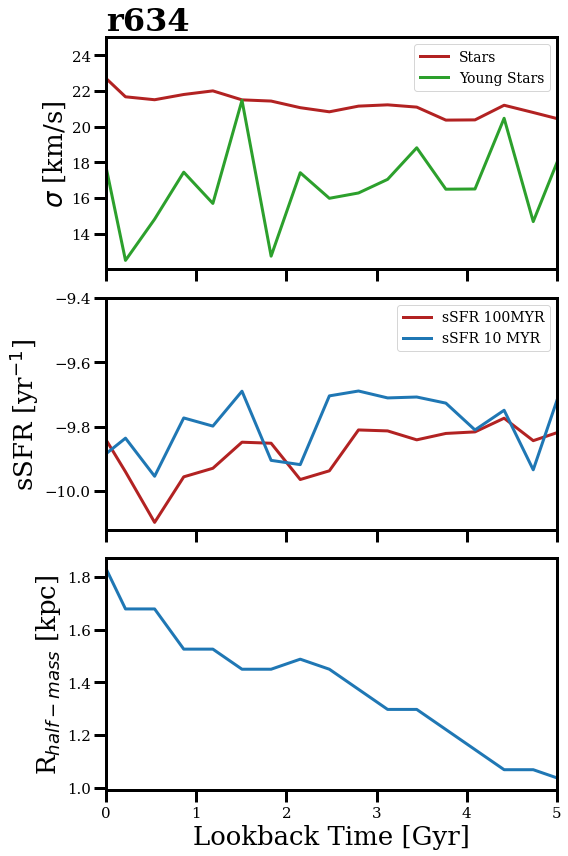 r634
24
22
20
18
16
14
σ [km/s]
Stars
Young Stars
−9.4
−9.6
−9.8
−10.0
sSFR [yr⁻¹]
sSFR 100MYR
sSFR 10 MYR
1.8
1.6
1.4
1.2
1.0
R_{half−mass} [kpc]
0 1 2 3 4 5
Lookback Time [Gyr]